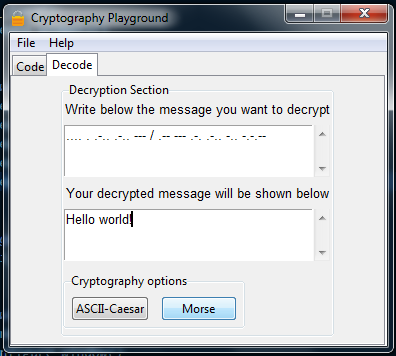 Cryptography Playground
File Help
Code Decode
Decryption Section
Write below the message you want to decrypt
.... . .-.. .-.. --- / .-- --- .-. .-.. -.. -.-.--
Your decrypted message will be shown below
Hello world!
Cryptography options
ASCII-Caesar Morse